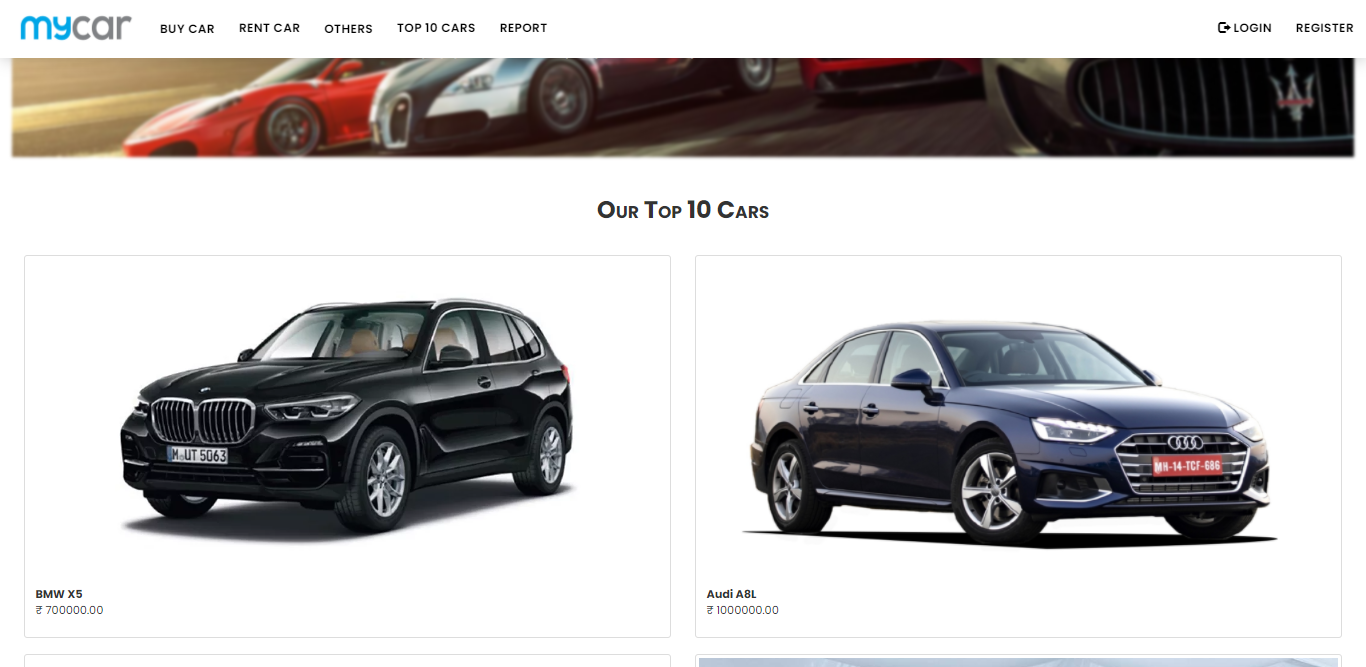 mycar BUY CAR RENT CAR OTHERS TOP 10 CARS REPORT LOGIN REGISTER
Our Top 10 Cars
M UT 5063
MH-14-TCF-686
BMW X5
₹ 700000.00
Audi A8L
₹ 1000000.00